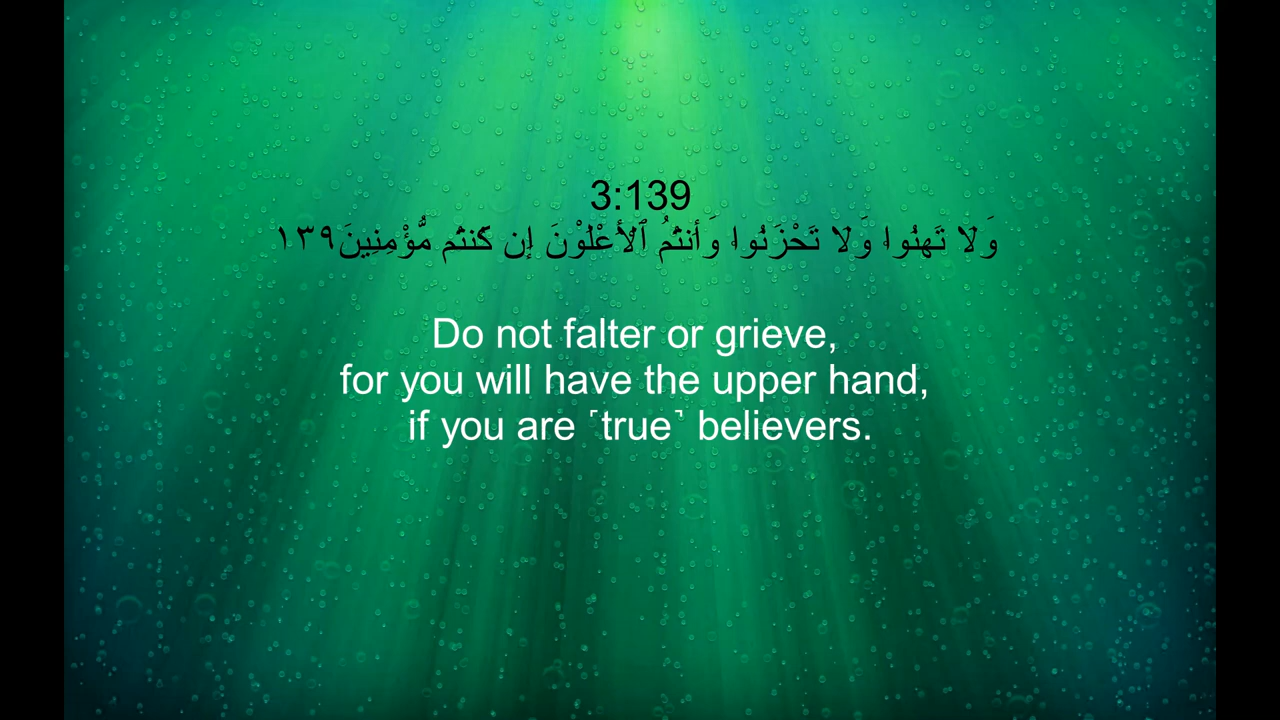 3:139
وَلَا تَهِنُوا۟ وَلَا تَحْزَنُوا۟ وَأَنتُمُ ٱلْأَعْلَوْنَ إِن كُنتُم مُّؤْمِنِينَ١٣٩
Do not falter or grieve,
for you will have the upper hand,
if you are ˹true˺ believers.